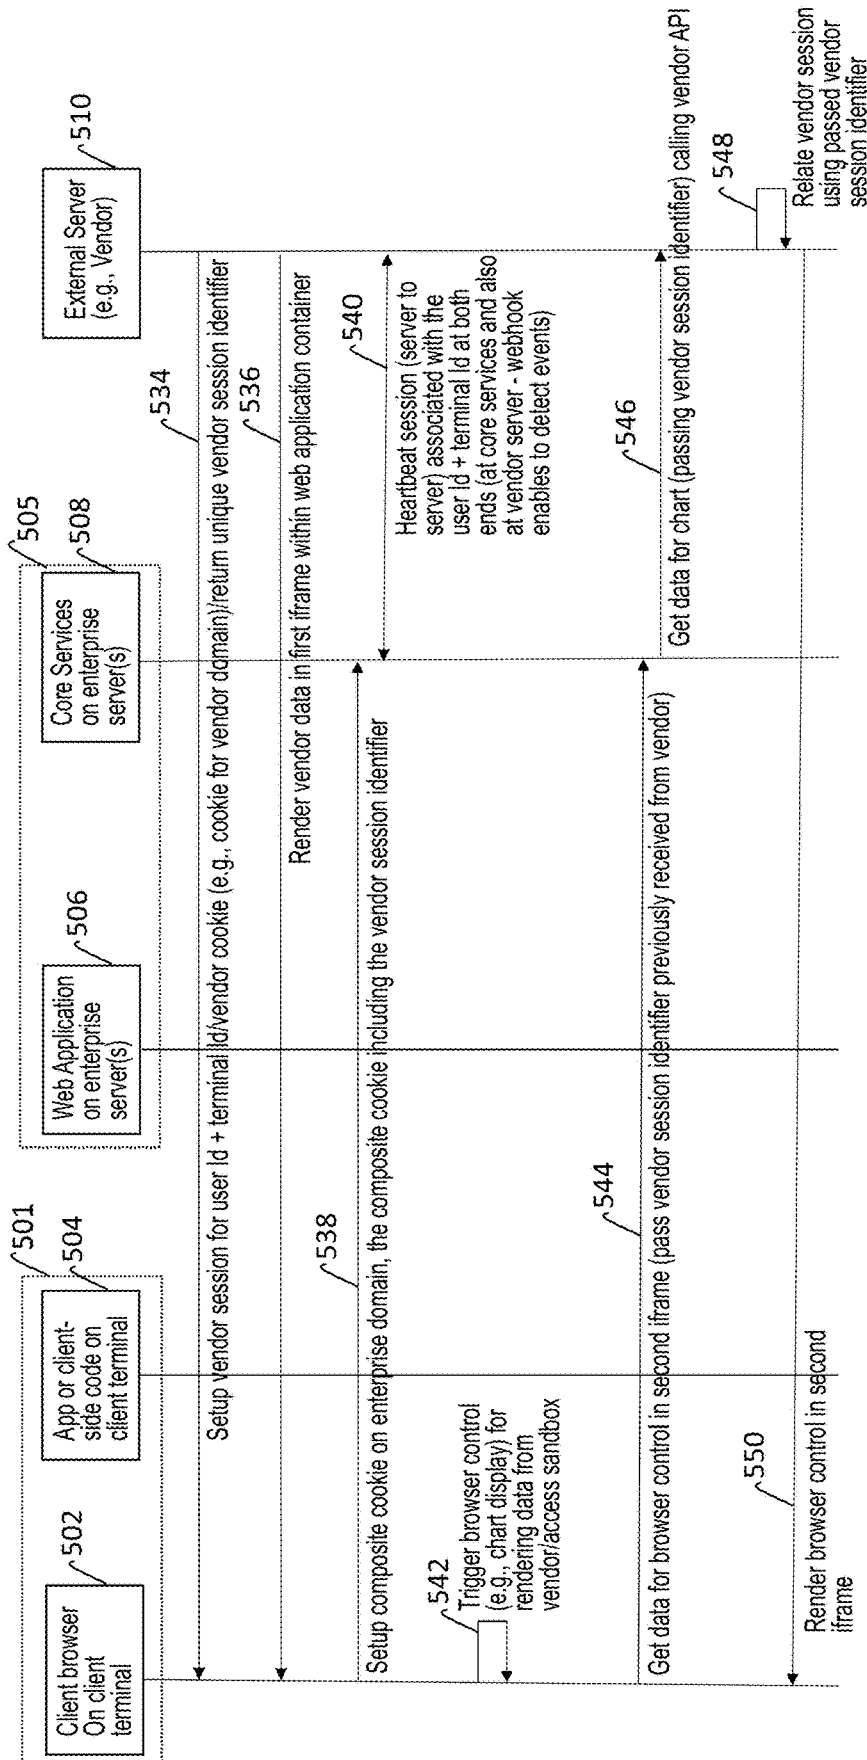 501
502
Client browser
On client
terminal
504
App or client-
side code on
client terminal
505
506
Web Application
on enterprise
server(s)
508
Core Services
on enterprise
server(s)
510
External Server
(e.g., Vendor)
534
Setup vendor session for user Id + terminal Id/vendor cookie (e.g., cookie for vendor domain)/return unique vendor session identifier
536
Render vendor data in first iframe within web application container
538
Setup composite cookie on enterprise domain, the composite cookie including the vendor session identifier
540
Heartbeat session (server to
server) associated with the
user Id + terminal Id at both
ends (at core services and also
at vendor server - webhook
enables to detect events)
542
Trigger browser control
(e.g., chart display) for
rendering data from
vendor/access sandbox
544
Get data for browser control in second iframe (pass vendor session identifier previously received from vendor)
546
Get data for chart (passing vendor session identifier) calling vendor API
548
Relate vendor session
using passed vendor
session identifier
550
Render browser control in second
iframe